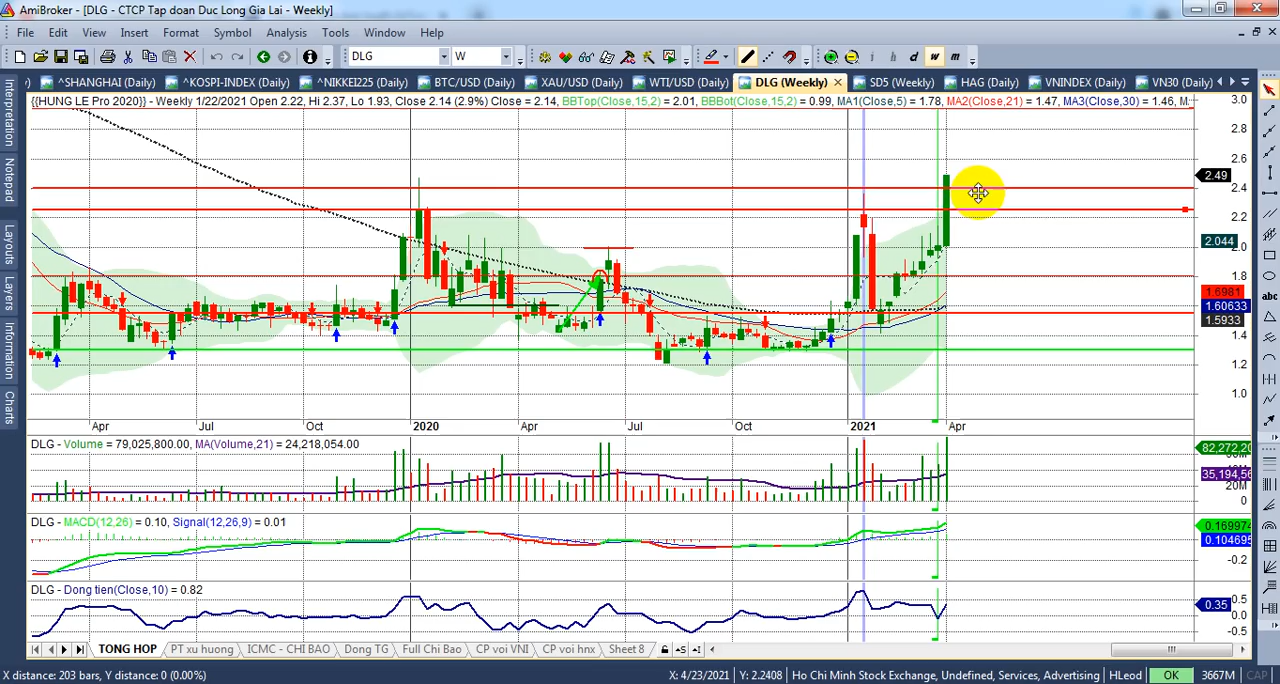 AmiBroker - [DLG - CTCP Tap doan Duc Long Gia Lai - Weekly]
File Edit View Insert Format Symbol Analysis Tools Window Help
DLG W i h d w m
^SHANGHAI (Daily) ^KOSPI-INDEX (Daily) ^NIKKEI225 (Daily) BTC/USD (Daily) XAU/USD (Daily) WTI/USD (Daily) DLG (Weekly) SD5 (Weekly) HAG (Daily) VNINDEX (Daily) VN30 (Daily)
{{HUNG LE Pro 2020}} - Weekly 1/22/2021 Open 2.22, Hi 2.37, Lo 1.93, Close 2.14 (2.9%) Close = 2.14, BBTop(Close,15,2) = 2.01, BBBot(Close,15,2) = 0.99, MA1(Close,5) = 1.78, MA2(Close,21) = 1.47, MA3(Close,30) = 1.46, M
Interpretation
Notepad
Layouts
Layers
Information
Charts
3.0
2.8
2.6
2.49
2.4
2.2
2.044
2.0
1.8
1.6981
1.60633
1.5933
1.4
1.2
1.0
abc
Apr Jul Oct 2020 Apr Jul Oct 2021 Apr
DLG - Volume = 79,025,800.00, MA(Volume,21) = 24,218,054.00
82,272,20
35,194,56
20M
0
DLG - MACD(12,26) = 0.10, Signal(12,26,9) = 0.01
0.169974
0.104695
-0.2
DLG - Dong tien(Close,10) = 0.82
0.5
0.35
0.0
-0.5
TONG HOP PT xu huong ICMC - CHI BAO Dong TG Full Chi Bao CP voi VNI CP voi hnx Sheet 8
X distance: 203 bars, Y distance: 0 (0.00%) X: 4/23/2021 Y: 2.2408 Ho Chi Minh Stock Exchange, Undefined, Services, Advertising HLeod OK 3667M CAP